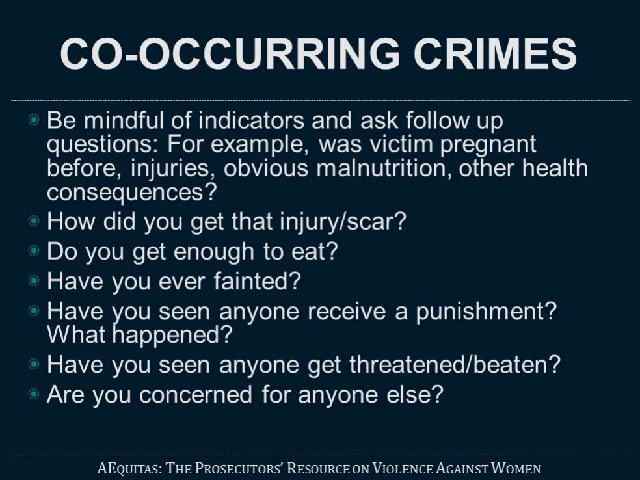 CO-OCCURRING CRIMES
Be mindful of indicators and ask follow up
questions: For example, was victim pregnant
before, injuries, obvious malnutrition, other health
consequences?
How did you get that injury/scar?
Do you get enough to eat?
Have you ever fainted?
Have you seen anyone receive a punishment?
What happened?
Have you seen anyone get threatened/beaten?
Are you concerned for anyone else?
AEQUITAS: THE PROSECUTORS' RESOURCE ON VIOLENCE AGAINST WOMEN